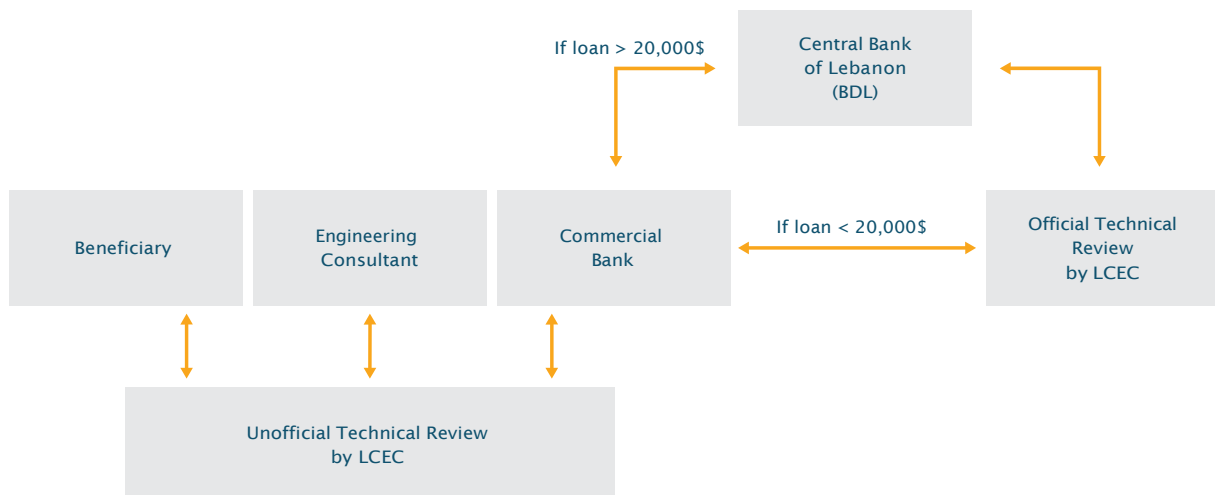 If loan > 20,000$
Central Bank
of Lebanon
(BDL)
Beneficiary
Engineering
Consultant
Commercial
Bank
If loan < 20,000$
Official Technical
Review
by LCEC
Unofficial Technical Review
by LCEC